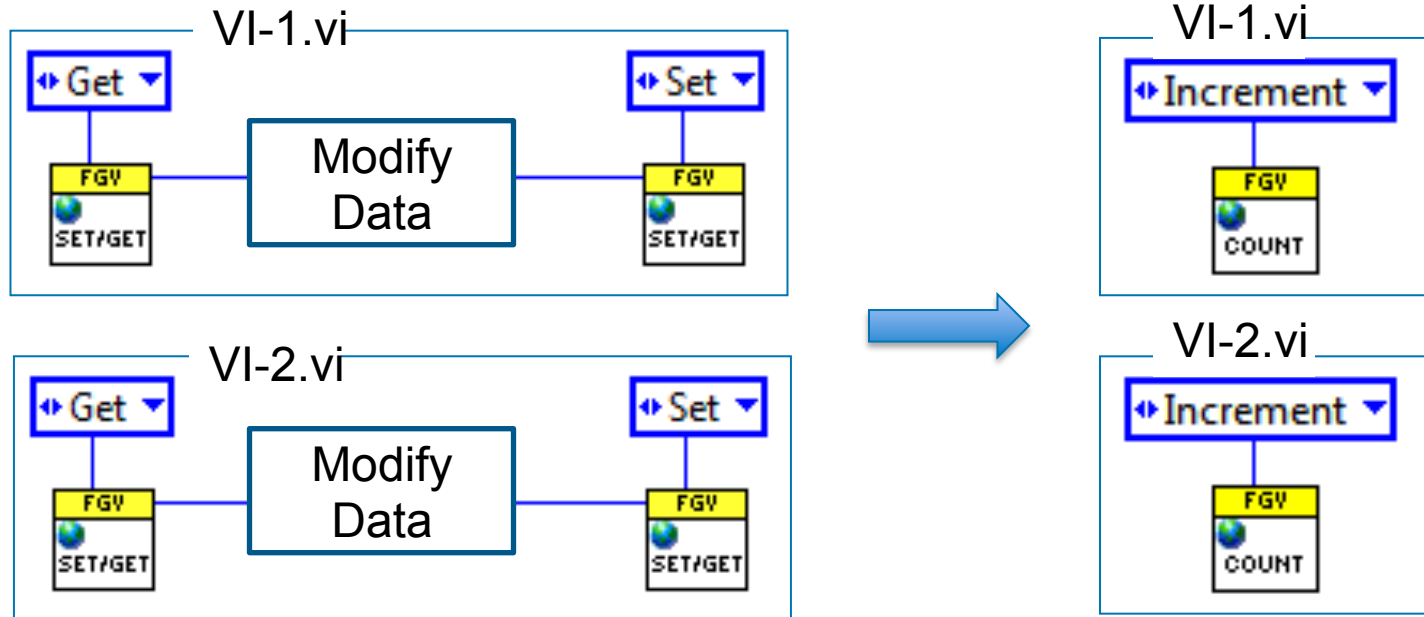 VI-1.vi
Get
Set
Modify
Data
FGV
SET/GET
FGV
SET/GET
VI-2.vi
Get
Set
Modify
Data
FGV
SET/GET
FGV
SET/GET
VI-1.vi
Increment
FGV
COUNT
VI-2.vi
Increment
FGV
COUNT